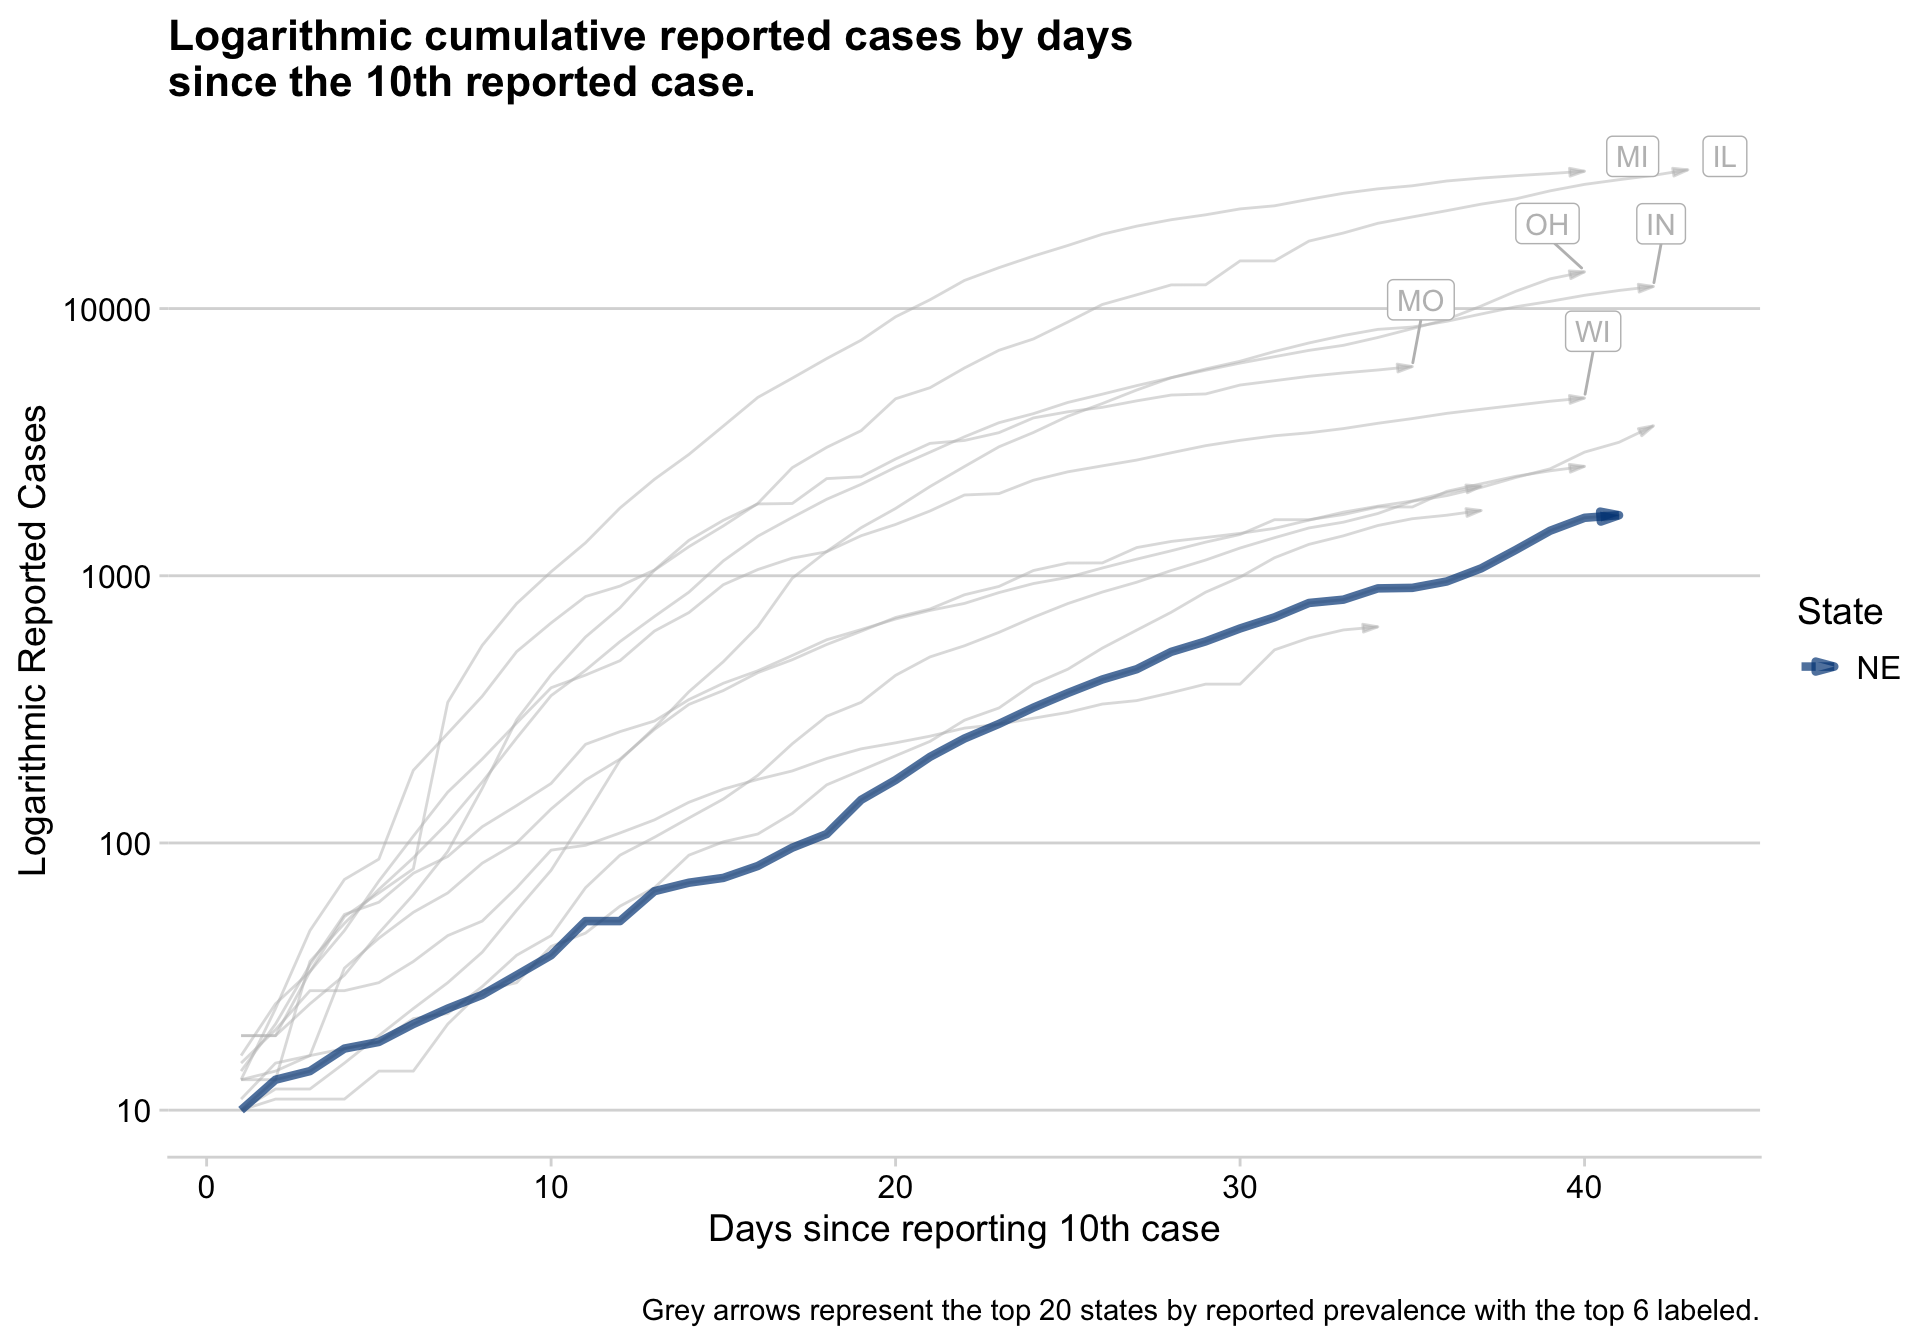 Logarithmic cumulative reported cases by days
since the 10th reported case.
MI
IL
OH
IN
MO
WI
Logarithmic Reported Cases
10000
1000
100
10
0
10
20
30
40
Days since reporting 10th case
State
NE
Grey arrows represent the top 20 states by reported prevalence with the top 6 labeled.